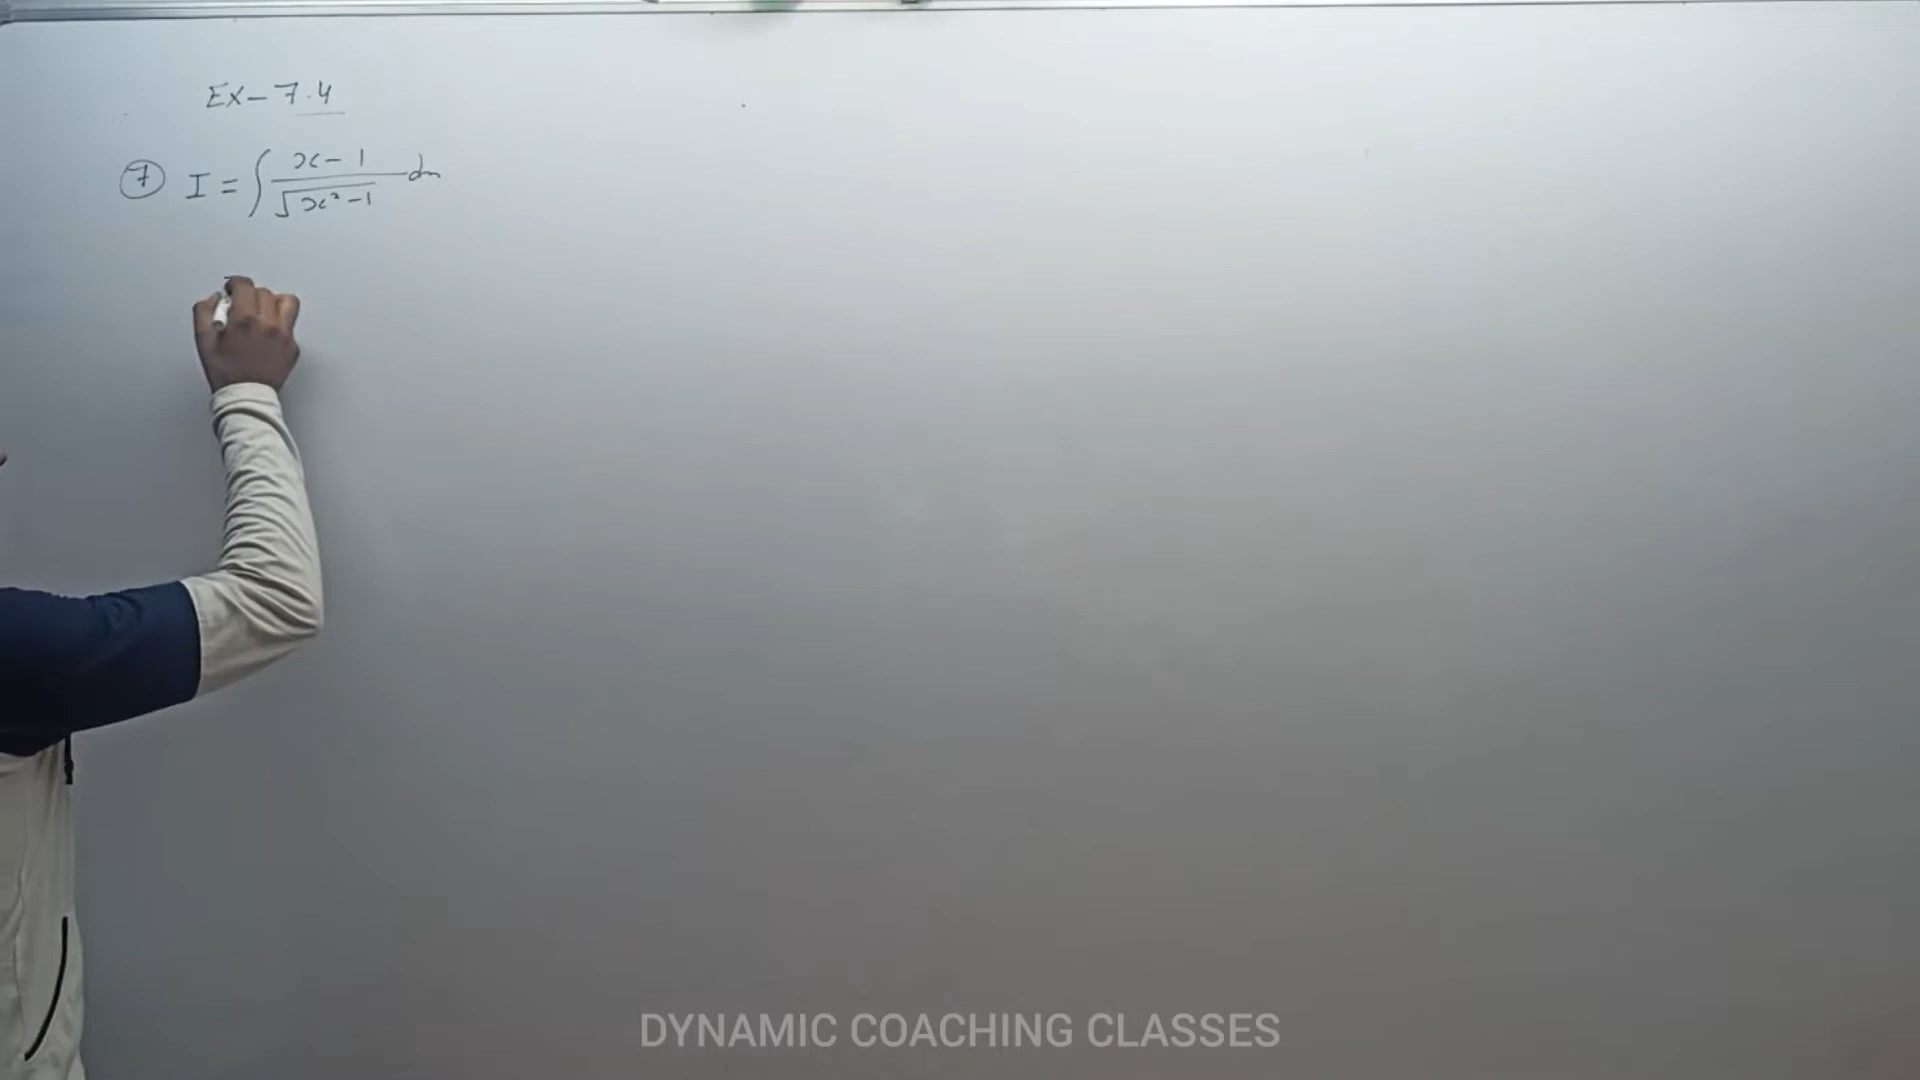 EX-7.4
7 I = ∫ x-1 / √x²-1 dx
DYNAMIC COACHING CLASSES